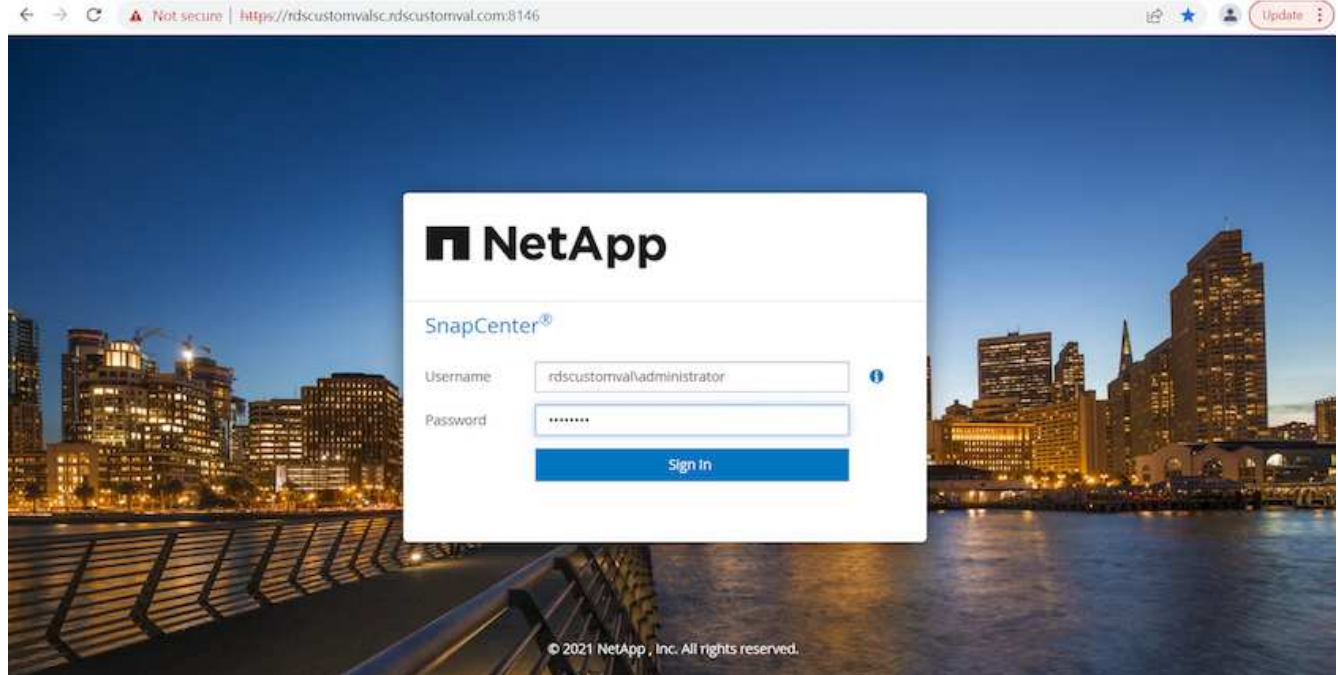 Not secure | https://rdscustomvalsc.rdscustomval.com:8146
Update
NetApp
SnapCenter®
Username rdscustomval\administrator
Password ••••••••
Sign In
© 2021 NetApp , Inc. All rights reserved.